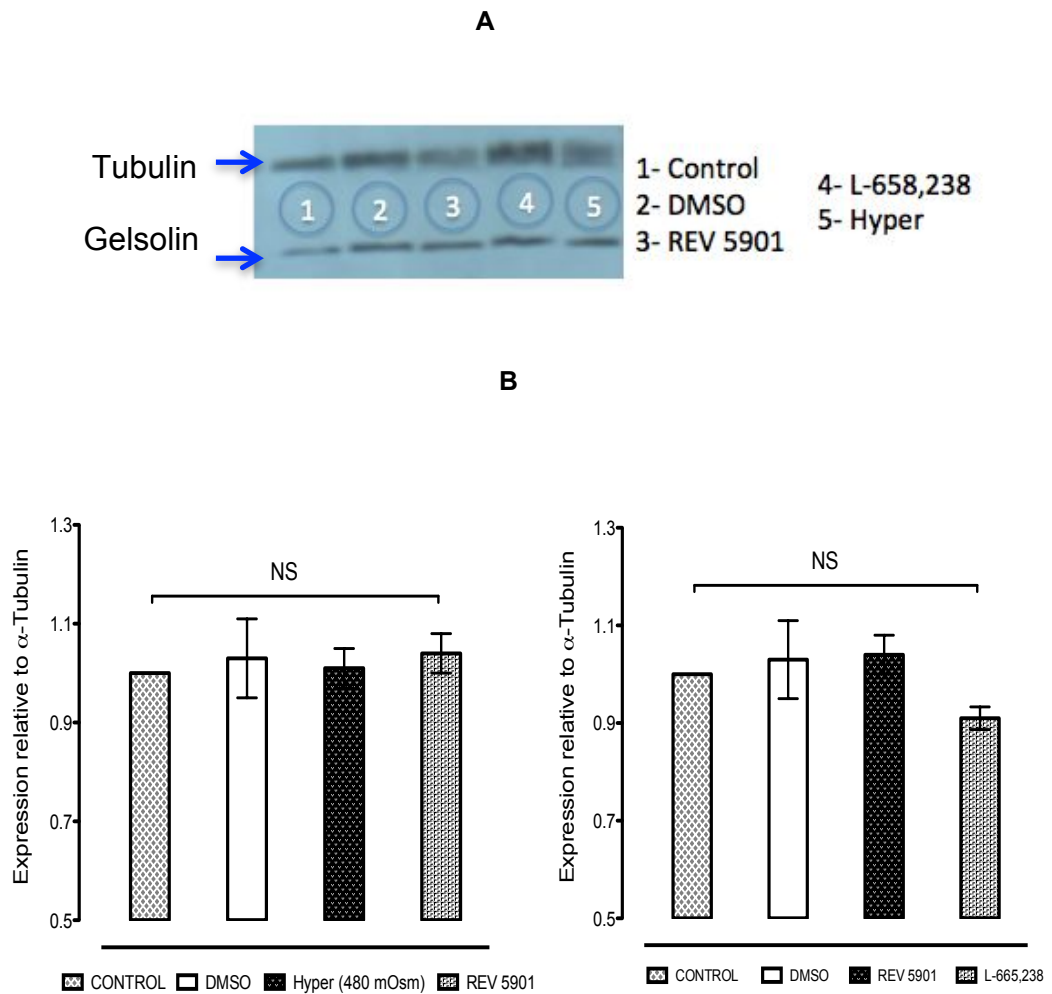 A
Tubulin
Gelsolin
1 2 3 4 5
1- Control
2- DMSO
3- REV 5901
4- L-658,238
5- Hyper
B
Expression relative to α-Tubulin
1.3
1.1
0.9
0.7
0.5
NS
CONTROL DMSO Hyper (480 mOsm) REV 5901
Expression relative to α-Tubulin
1.3
1.1
0.9
0.7
0.5
NS
CONTROL DMSO REV 5901 L-665,238